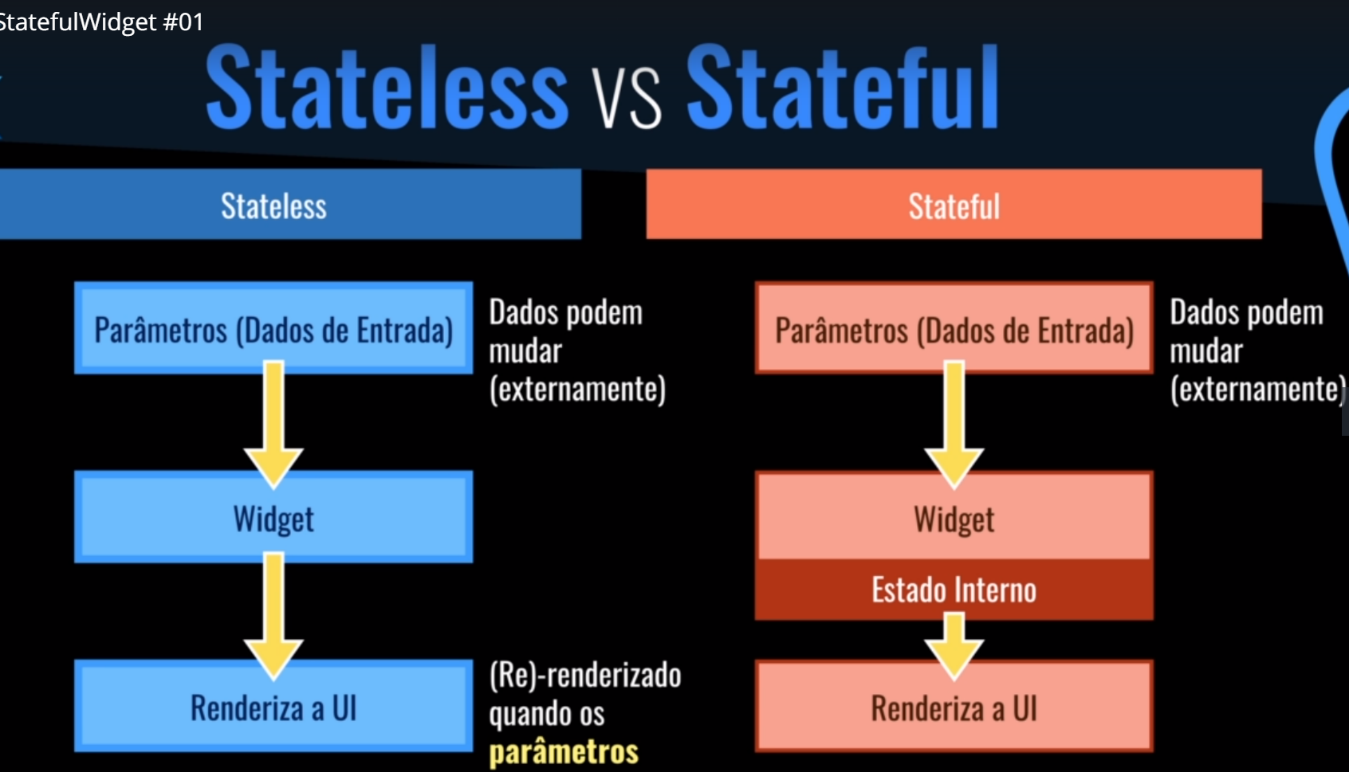 StatefulWidget #01
Stateless VS Stateful
Stateless
Parâmetros (Dados de Entrada)
Dados podem
mudar
(externamente)
Widget
Renderiza a UI
(Re)-renderizado
quando os
parâmetros
Stateful
Parâmetros (Dados de Entrada)
Dados podem
mudar
(externamente)
Widget
Estado Interno
Renderiza a UI